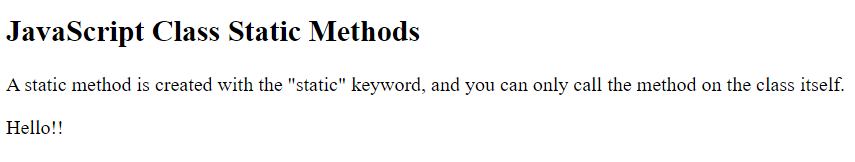 JavaScript Class Static Methods
A static method is created with the "static" keyword, and you can only call the method on the class itself.
Hello!!